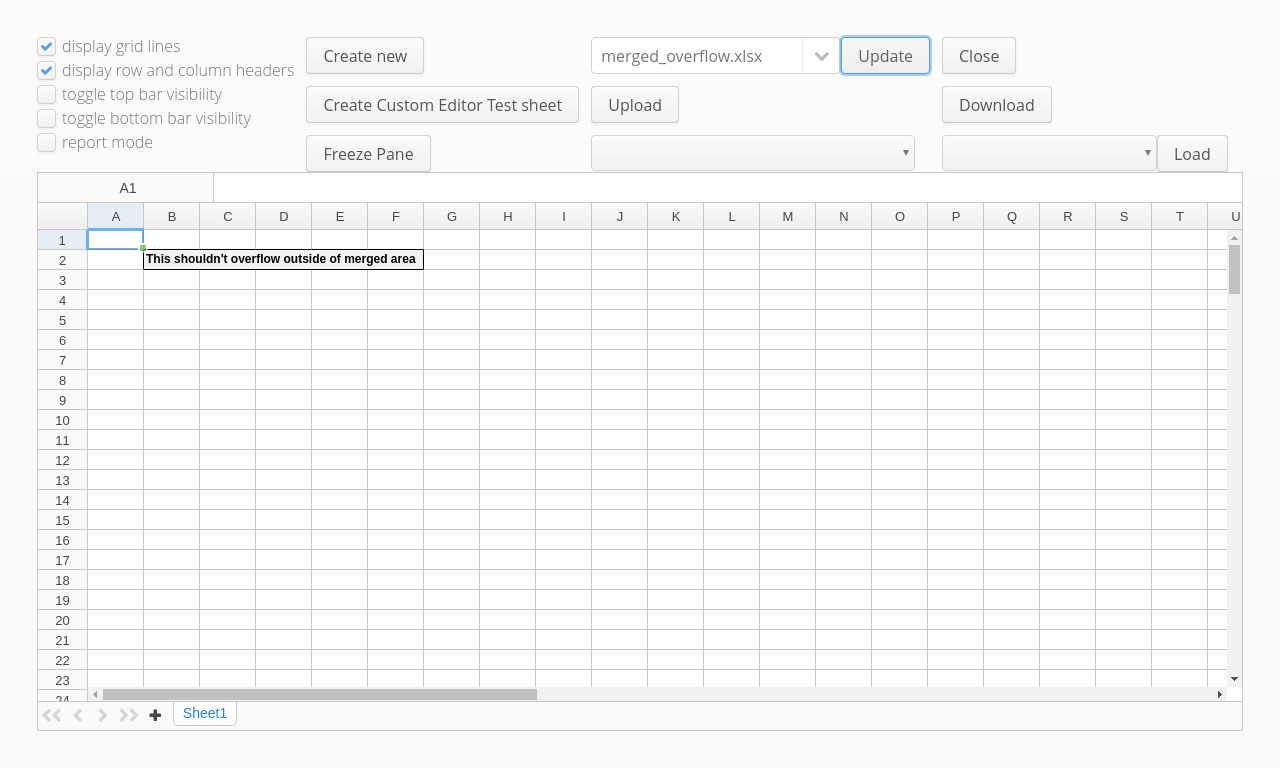 display grid lines
display row and column headers
toggle top bar visibility
toggle bottom bar visibility
report mode
Create new
merged_overflow.xlsx
Update
Close
Create Custom Editor Test sheet
Upload
Download
Freeze Pane
Load
A1
A B C D E F G H I J K L M N O P Q R S T U
1
2 This shouldn't overflow outside of merged area
3
4
5
6
7
8
9
10
11
12
13
14
15
16
17
18
19
20
21
22
23
24
Sheet1